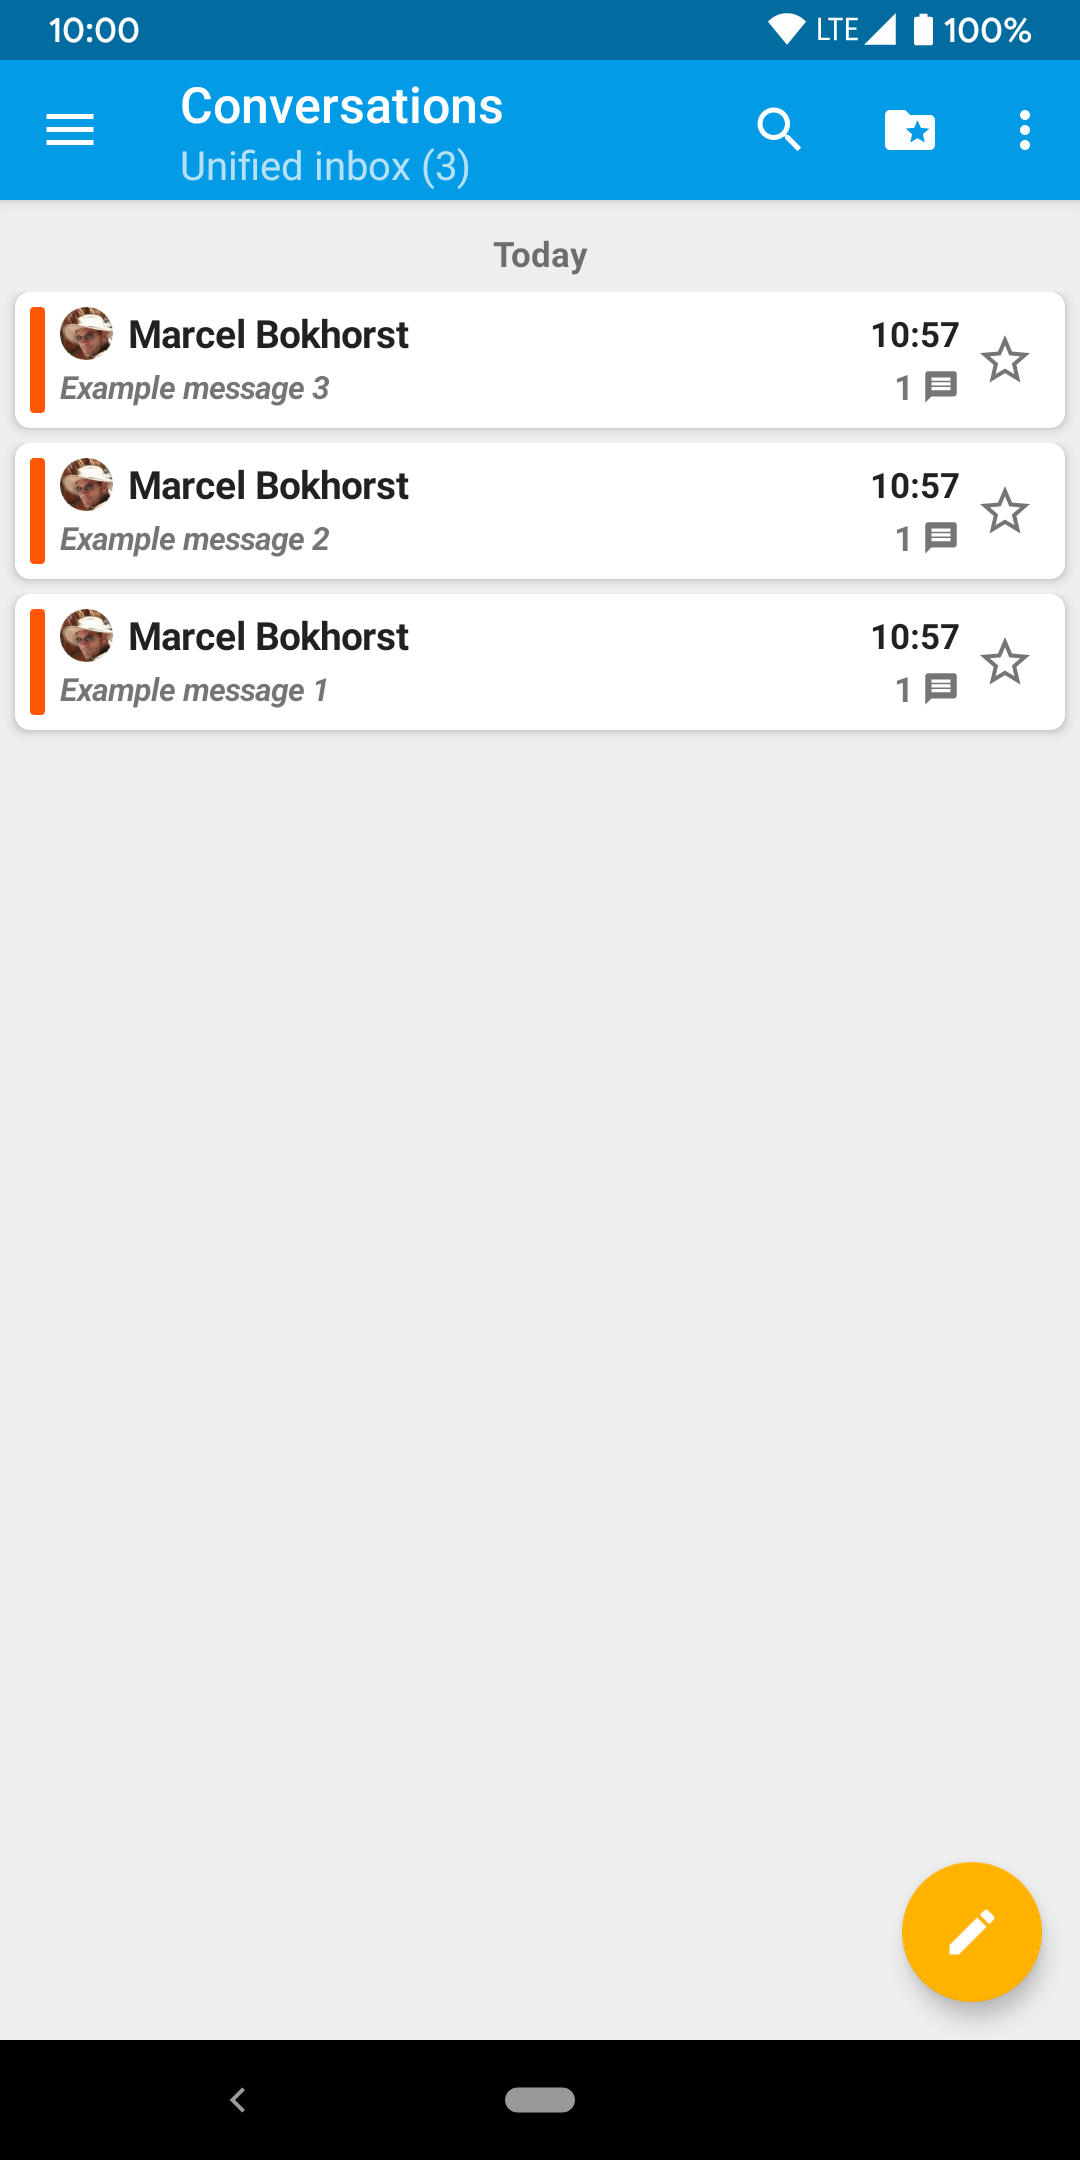 10:00 LTE 100%
Conversations
Unified inbox (3)
Today
Marcel Bokhorst 10:57
Example message 3 1
Marcel Bokhorst 10:57
Example message 2 1
Marcel Bokhorst 10:57
Example message 1 1